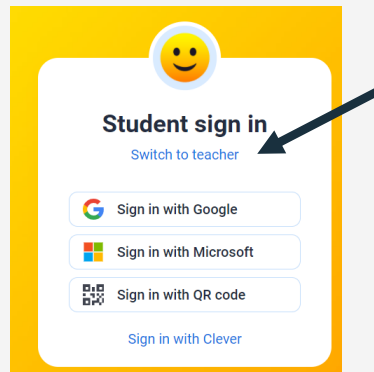 Student sign in
Switch to teacher
Sign in with Google
Sign in with Microsoft
Sign in with QR code
Sign in with Clever